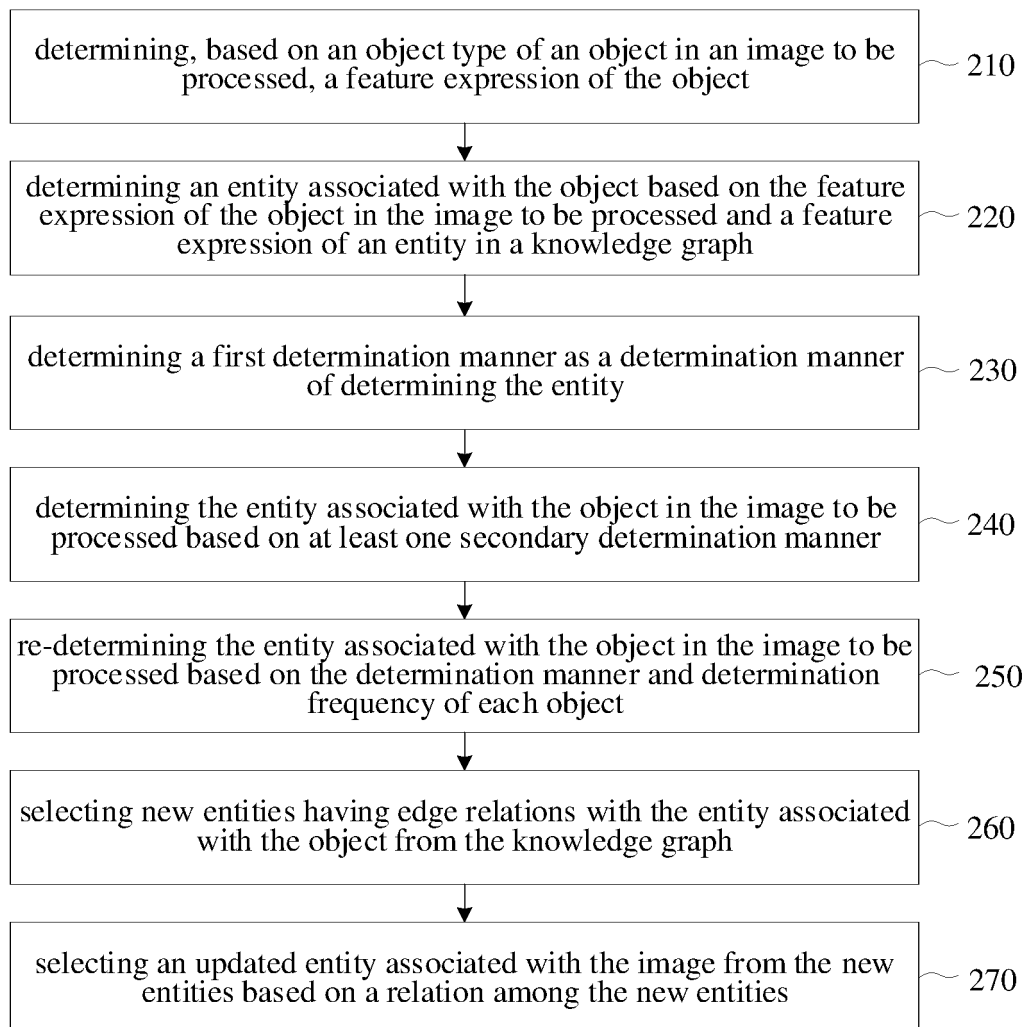 determining, based on an object type of an object in an image to be
processed, a feature expression of the object
210
determining an entity associated with the object based on the feature
expression of the object in the image to be processed and a feature
expression of an entity in a knowledge graph
220
determining a first determination manner as a determination manner
of determining the entity
230
determining the entity associated with the object in the image to be
processed based on at least one secondary determination manner
240
re-determining the entity associated with the object in the image to be
processed based on the determination manner and determination
frequency of each object
250
selecting new entities having edge relations with the entity associated
with the object from the knowledge graph
260
selecting an updated entity associated with the image from the new
entities based on a relation among the new entities
270